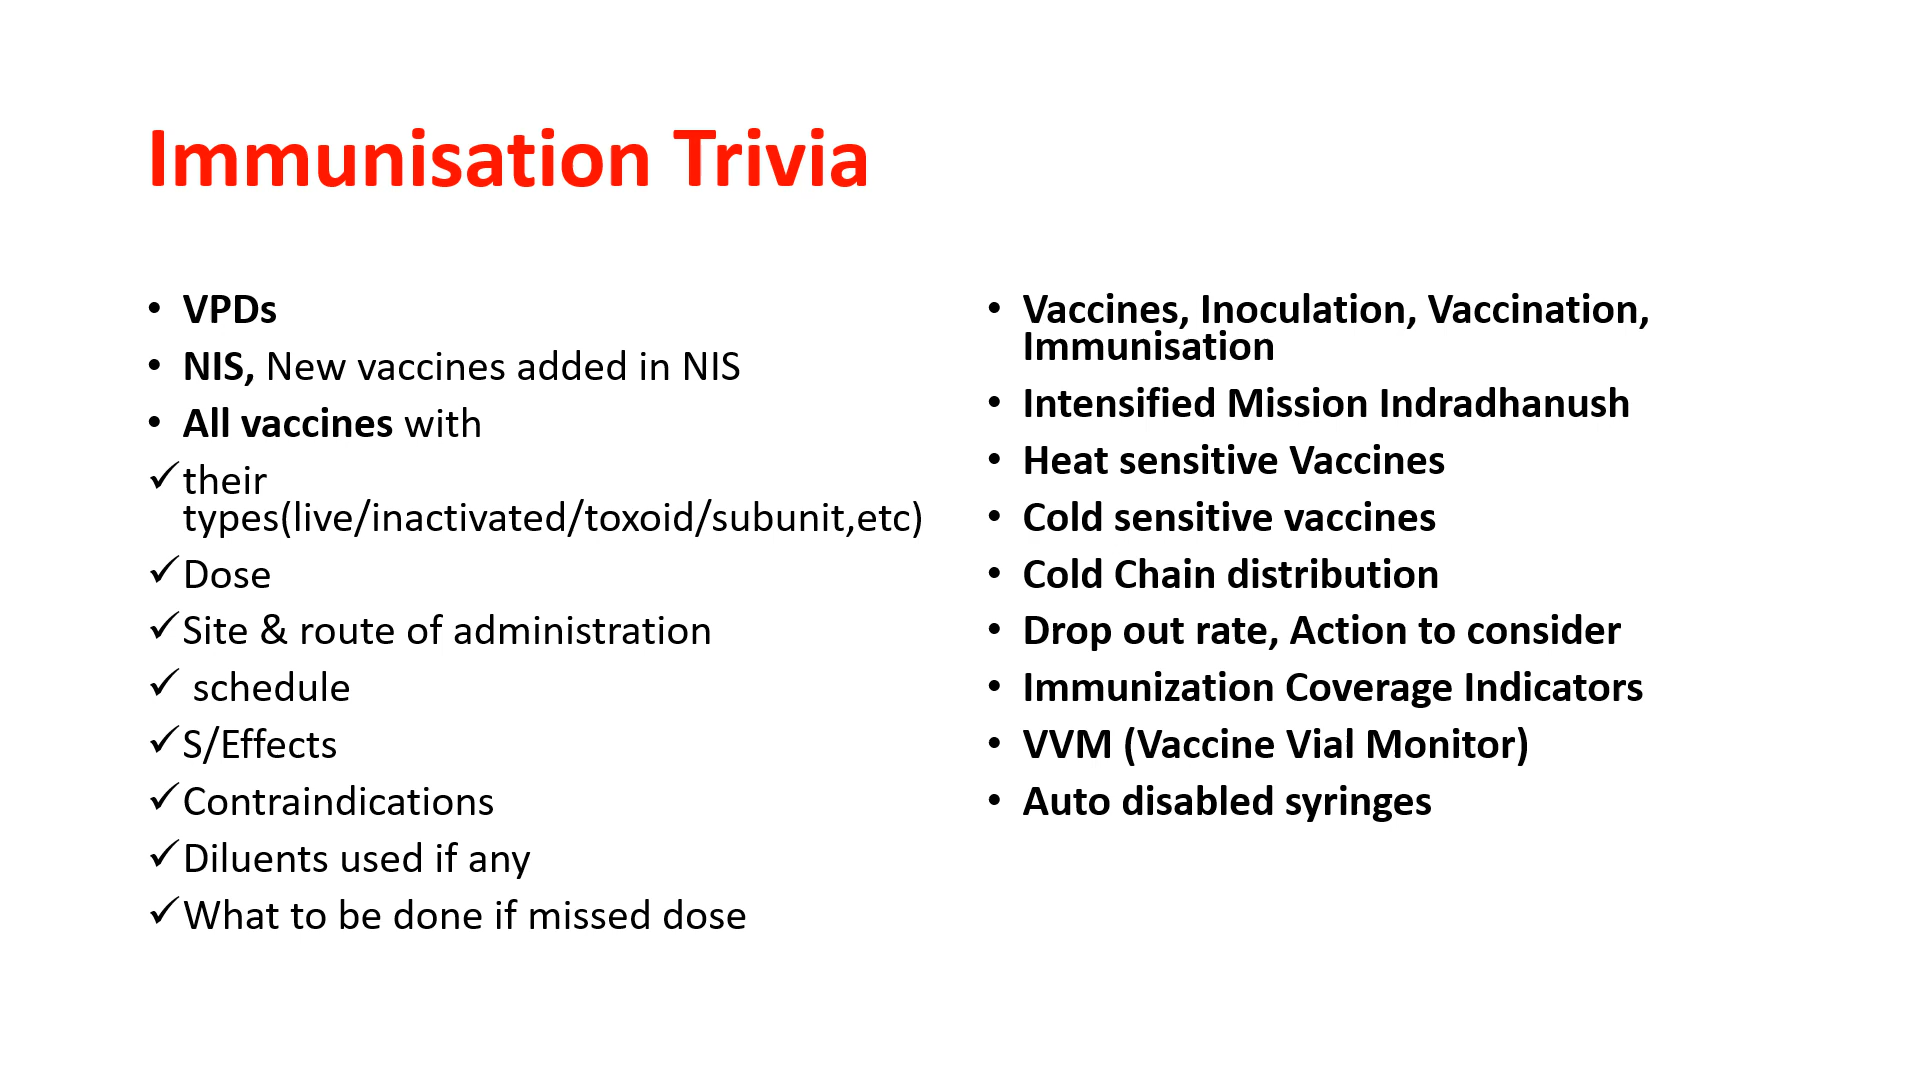 Immunisation Trivia
• VPDs
• NIS, New vaccines added in NIS
• All vaccines with
✓their
types(live/inactivated/toxoid/subunit,etc)
✓Dose
✓Site & route of administration
✓ schedule
✓S/Effects
✓Contraindications
✓Diluents used if any
✓What to be done if missed dose
• Vaccines, Inoculation, Vaccination,
Immunisation
• Intensified Mission Indradhanush
• Heat sensitive Vaccines
• Cold sensitive vaccines
• Cold Chain distribution
• Drop out rate, Action to consider
• Immunization Coverage Indicators
• VVM (Vaccine Vial Monitor)
• Auto disabled syringes